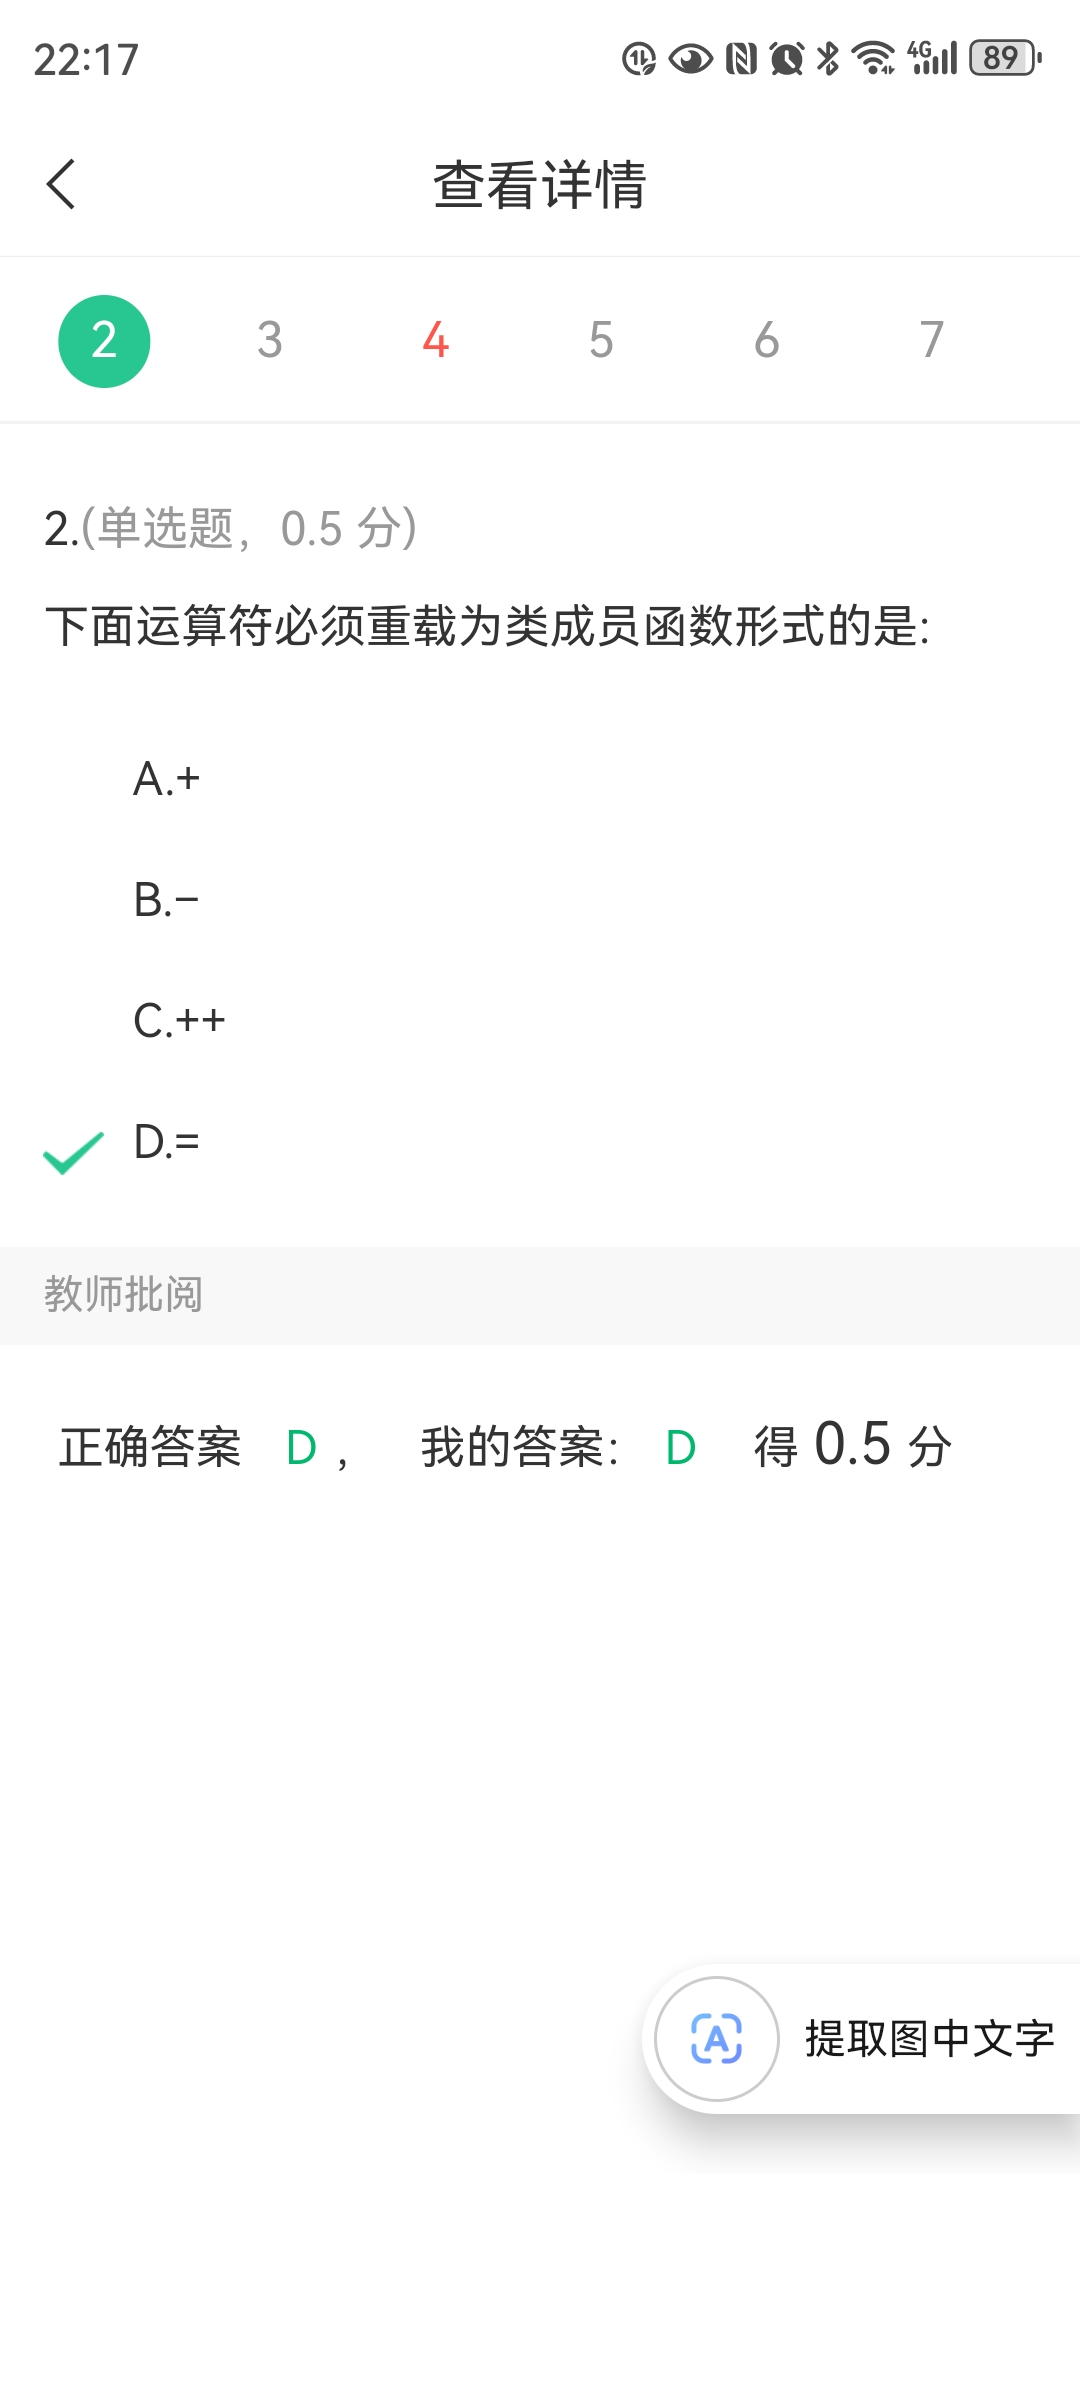 22:17
4G 89
查看详情
2 3 4 5 6 7
2.(单选题, 0.5 分)
下面运算符必须重载为类成员函数形式的是:
A.+
B.-
C.++
D.=
教师批阅
正确答案 D , 我的答案: D 得 0.5 分
A 提取图中文字